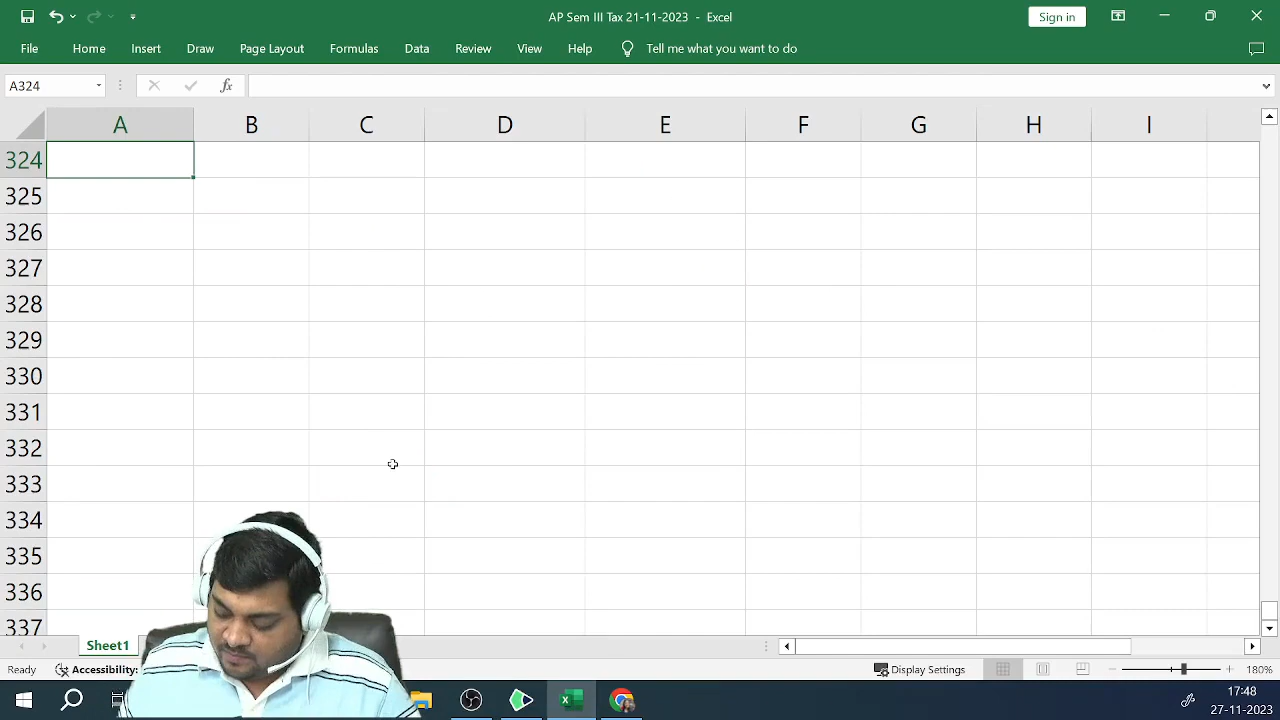 AP Sem III Tax 21-11-2023 - Excel
Sign in
File Home Insert Draw Page Layout Formulas Data Review View Help Tell me what you want to do
A324
fx
A B C D E F G H I
324
325
326
327
328
329
330
331
332
333
334
335
336
337
Sheet1
Ready Accessibility: Display Settings 180%
17:48
27-11-2023